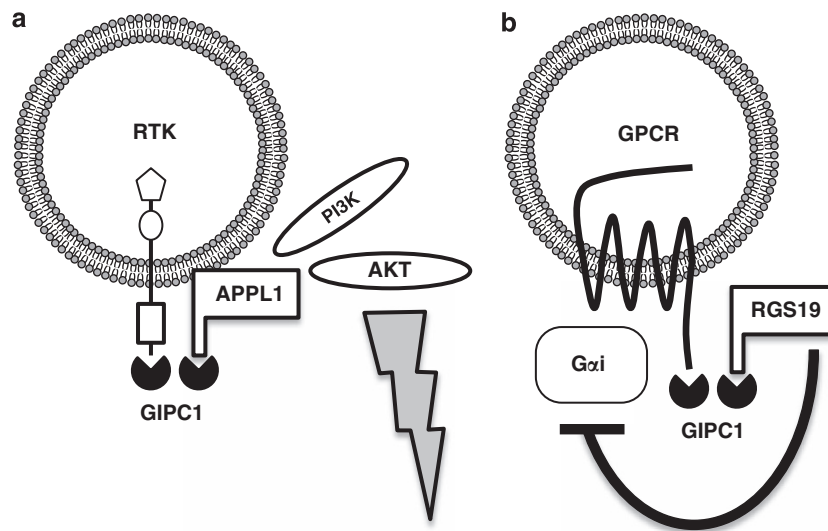 a
RTK
PI3K
AKT
APPL1
GIPC1
b
GPCR
RGS19
Gαi
GIPC1